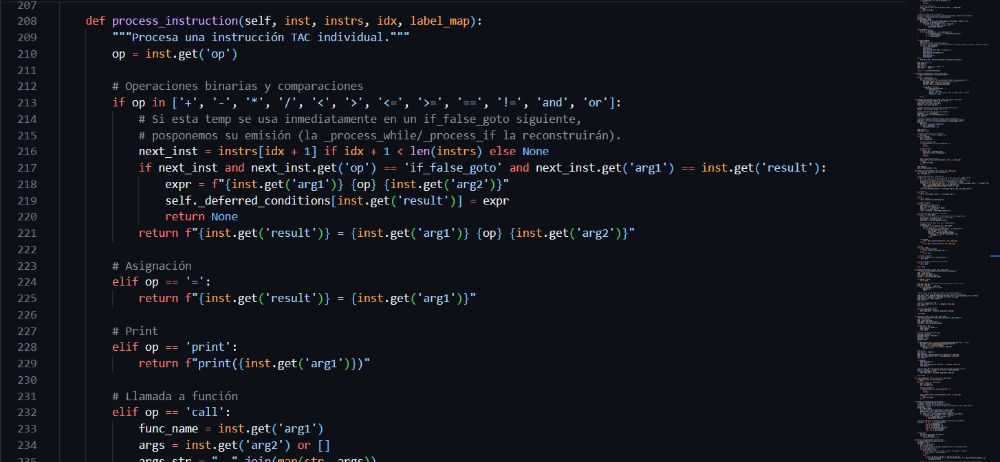 207
208 def process_instruction(self, inst, instrs, idx, label_map):
209 """Procesa una instrucción TAC individual."""
210 op = inst.get('op')
211
212 # Operaciones binarias y comparaciones
213 if op in ['+', '-', '*', '/', '<', '>', '<=', '>=', '==', '!=', 'and', 'or']:
214 # Si esta temp se usa inmediatamente en un if_false_goto siguiente,
215 # posponemos su emisión (la _process_while/_process_if la reconstruirán).
216 next_inst = instrs[idx + 1] if idx + 1 < len(instrs) else None
217 if next_inst and next_inst.get('op') == 'if_false_goto' and next_inst.get('arg1') == inst.get('result'):
218 expr = f"{inst.get('arg1')} {op} {inst.get('arg2')}"
219 self._deferred_conditions[inst.get('result')] = expr
220 return None
221 return f"{inst.get('result')} = {inst.get('arg1')} {op} {inst.get('arg2')}"
222
223 # Asignación
224 elif op == '=':
225 return f"{inst.get('result')} = {inst.get('arg1')}"
226
227 # Print
228 elif op == 'print':
229 return f"print({inst.get('arg1')})"
230
231 # Llamada a función
232 elif op == 'call':
233 func_name = inst.get('arg1')
234 args = inst.get('arg2') or []
235 args_str = ", ".join(map(str, args))